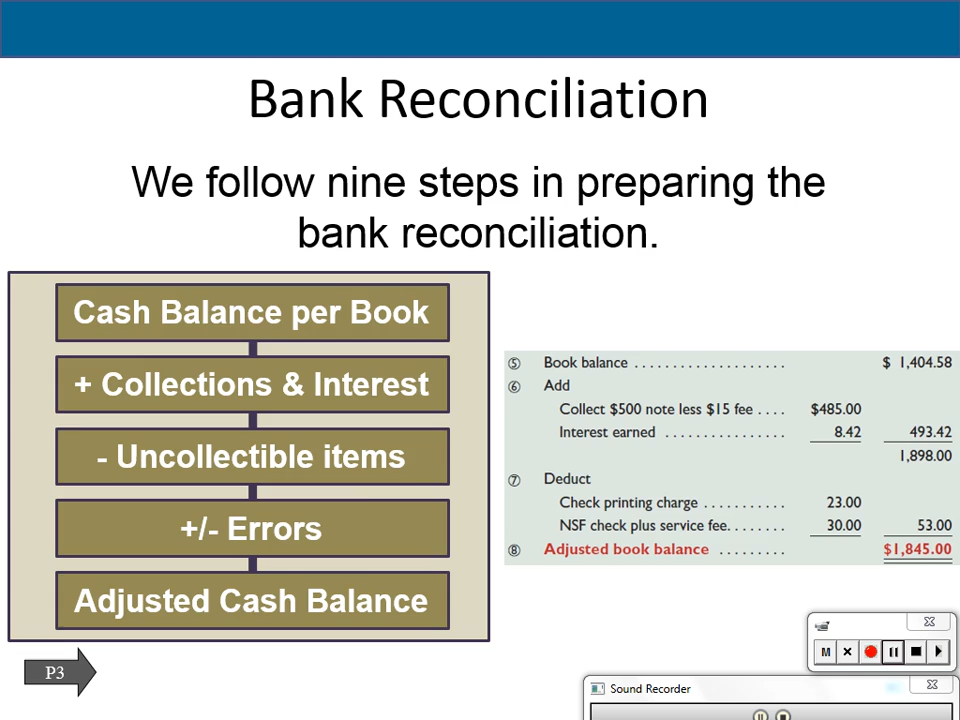 Bank Reconciliation
We follow nine steps in preparing the
bank reconciliation.
Cash Balance per Book
+ Collections & Interest
- Uncollectible items
+/- Errors
Adjusted Cash Balance
⑤ Book balance . . . . . . . . . . . . . . . . . . . . $ 1,404.58
⑥ Add
Collect $500 note less $15 fee . . . . $485.00
Interest earned . . . . . . . . . . . . . . . . 8.42 493.42
1,898.00
⑦ Deduct
Check printing charge . . . . . . . . . . . 23.00
NSF check plus service fee. . . . . . . . 30.00 53.00
⑧ Adjusted book balance . . . . . . . . . $1,845.00
P3
M
Sound Recorder